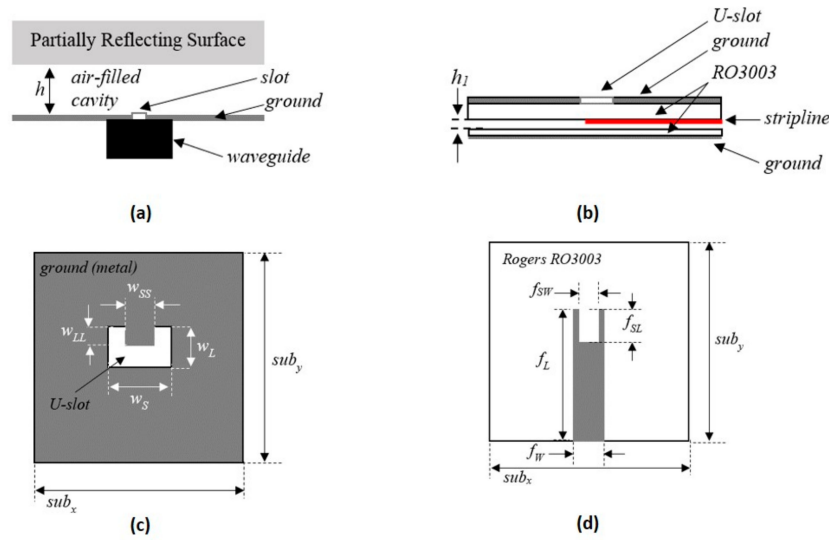 (a)
Partially Reflecting Surface
h
air-filled
cavity
slot
ground
waveguide
(b)
U-slot
ground
RO3003
h1
stripline
ground
(c)
ground (metal)
wSS
wLL
wL
U-slot
wS
suby
subx
(d)
Rogers RO3003
fSW
fSL
fL
fW
suby
subx